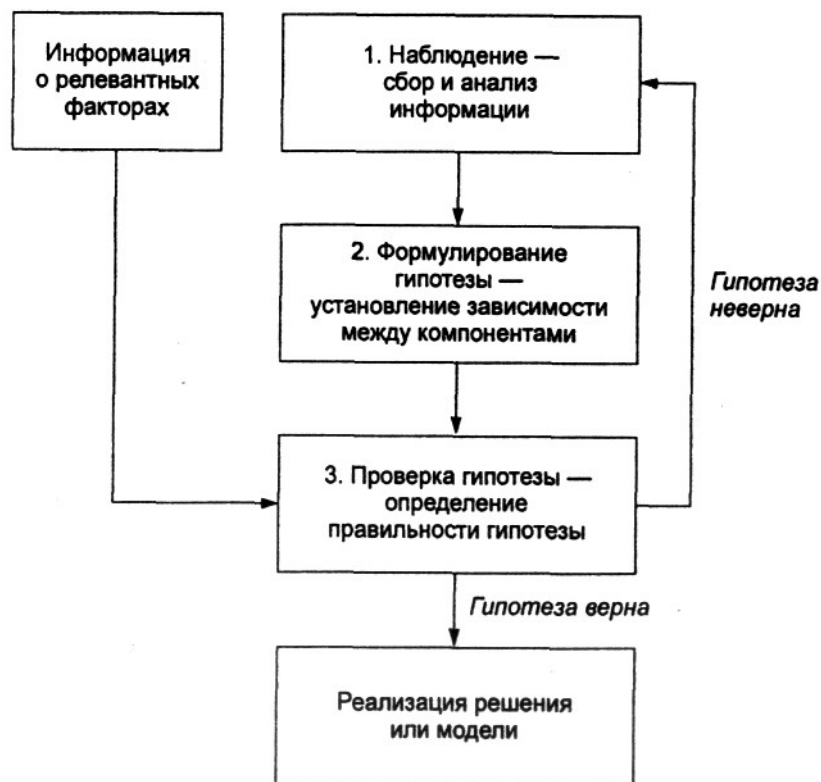 Информация
о релевантных
факторах
1. Наблюдение —
сбор и анализ
информации
2. Формулирование
гипотезы —
установление зависимости
между компонентами
Гипотеза
неверна
3. Проверка гипотезы —
определение
правильности гипотезы
Гипотеза верна
Реализация решения
или модели